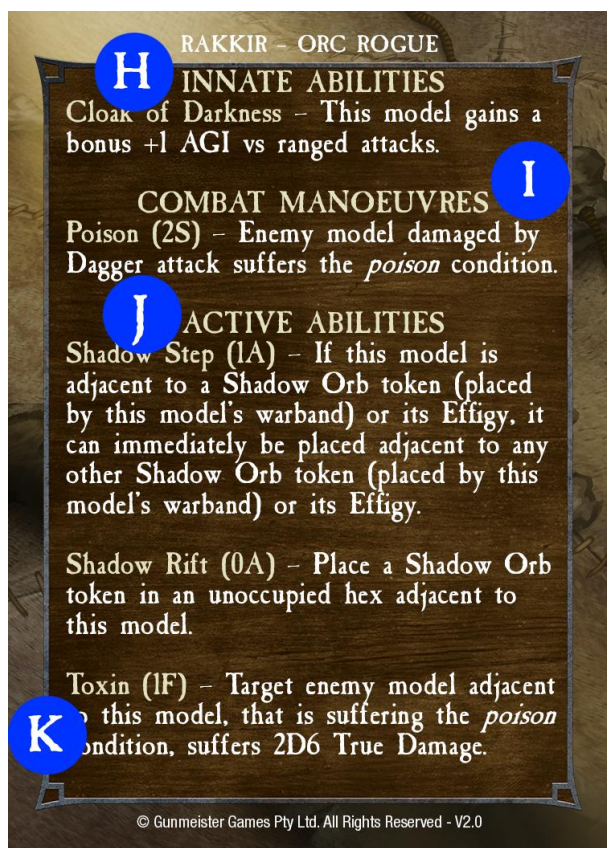 RAKKIR – ORC ROGUE
H
INNATE ABILITIES
Cloak of Darkness – This model gains a
bonus +1 AGI vs ranged attacks.
I
COMBAT MANOEUVRES
Poison (2S) – Enemy model damaged by
Dagger attack suffers the poison condition.
J
ACTIVE ABILITIES
Shadow Step (1A) – If this model is
adjacent to a Shadow Orb token (placed
by this model's warband) or its Effigy, it
can immediately be placed adjacent to any
other Shadow Orb token (placed by this
model's warband) or its Effigy.
Shadow Rift (0A) – Place a Shadow Orb
token in an unoccupied hex adjacent to
this model.
Toxin (1F) – Target enemy model adjacent
K
o this model, that is suffering the poison
ondition, suffers 2D6 True Damage.
© Gunmeister Games Pty Ltd. All Rights Reserved - V2.0